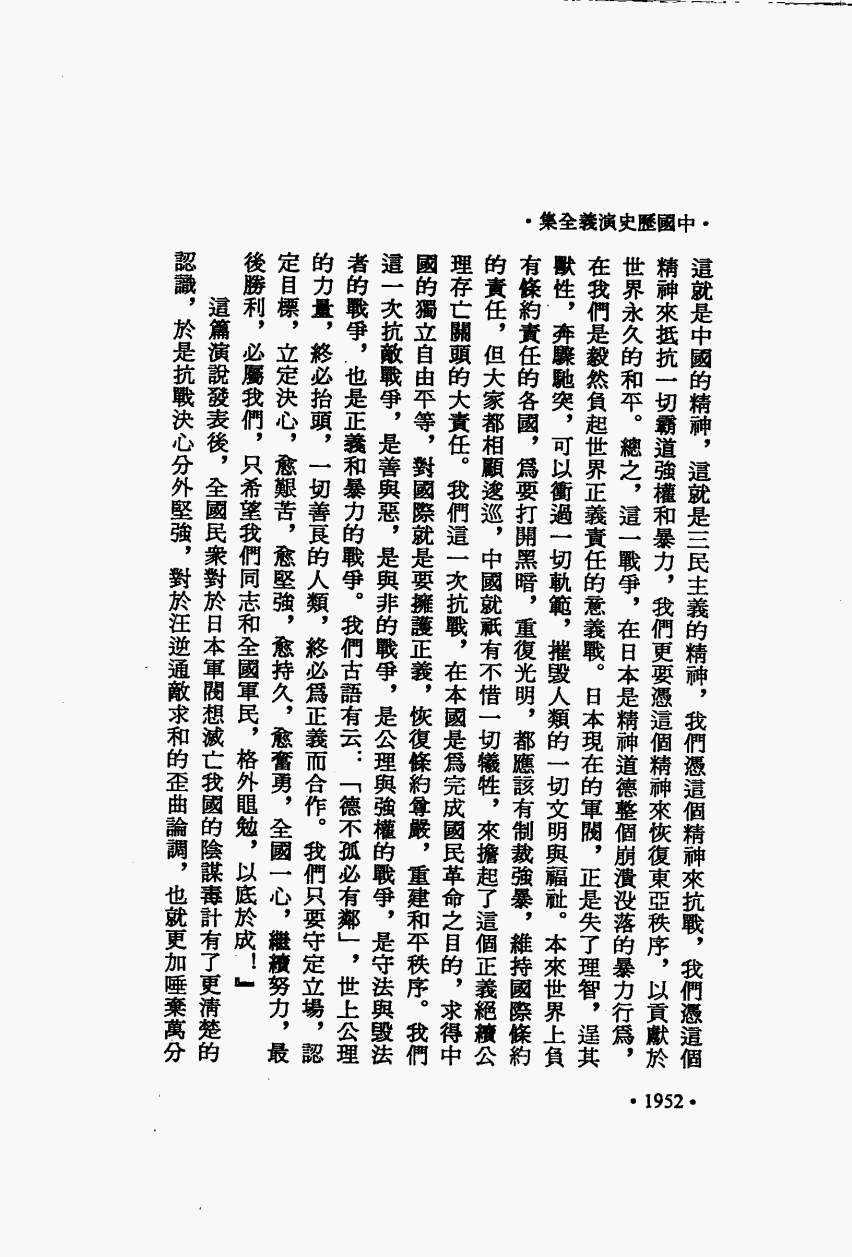 ·中國歷史演義全集·
這就是中國的精神，這就是三民主義的精神，我們憑這個精神來抗戰，我們憑這個
精神來抵抗一切霸道強權和暴力，我們更要憑這個精神來恢復東亞秩序，以貢獻於
世界永久的和平。總之，這一戰爭，在日本是精神道德整個崩潰没落的暴力行爲，
在我們是毅然負起世界正義責任的意義戰。日本現在的軍閥，正是失了理智，逞其
獸性，奔驟馳突，可以衝過一切軌範，摧毀人類的一切文明與福祉。本來世界上負
有條約責任的各國，爲要打開黑暗，重復光明，都應該有制裁強暴，維持國際條約
的責任，但大家都相顧逡巡，中國就祇有不惜一切犧牲，來擔起了這個正義絕續公
理存亡關頭的大責任。我們這一次抗戰，在本國是爲完成國民革命之目的，求得中
國的獨立自由平等，對國際就是要擁護正義，恢復條約尊嚴，重建和平秩序。我們
這一次抗敵戰爭，是善與惡，是與非的戰爭，是公理與強權的戰爭，是守法與毀法
者的戰爭，也是正義和暴力的戰爭。我們古語有云：「德不孤必有鄰」，世上公理
的力量，終必抬頭，一切善良的人類，終必爲正義而合作。我們只要守定立場，認
定目標，立定決心，愈艱苦，愈堅強，愈持久，愈奮勇，全國一心，繼續努力，最
後勝利，必屬我們，只希望我們同志和全國軍民，格外黽勉，以底於成！』
這篇演說發表後，全國民衆對於日本軍閥想滅亡我國的陰謀毒計有了更清楚的
認識，於是抗戰決心分外堅強，對於汪逆通敵求和的歪曲論調，也就更加唾棄萬分
·1952·